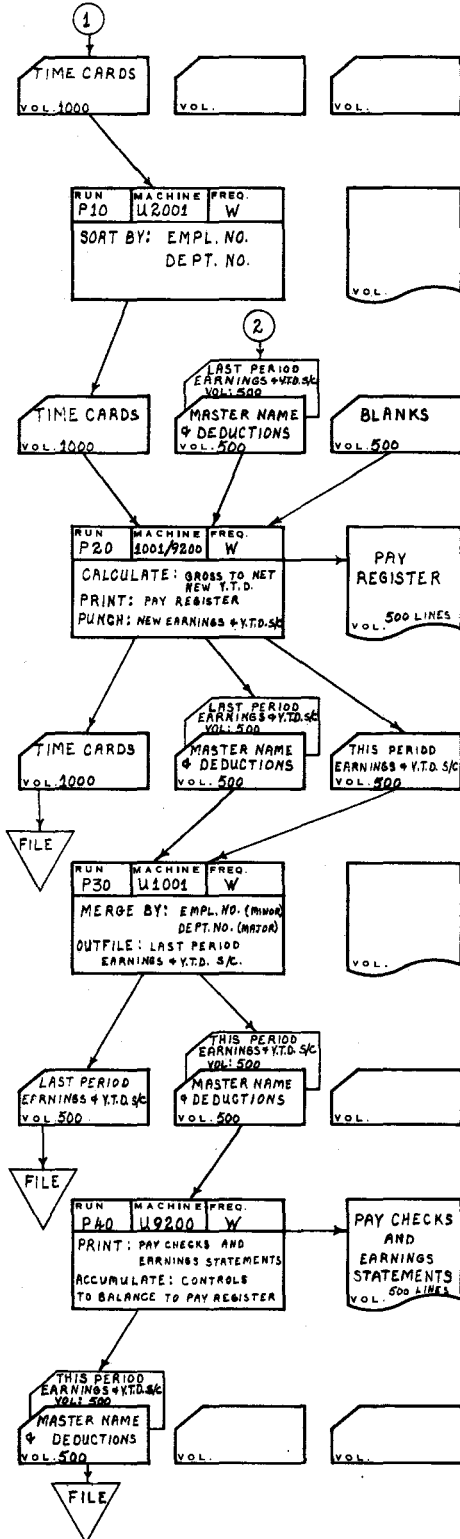 1
TIME CARDS
VOL. 1000
VOL.
VOL.
RUN MACHINE FREQ.
P10 U2001 W
SORT BY: EMPL. NO.
DEPT. NO.
VOL.
2
LAST PERIOD
EARNINGS & Y.T.D. S/C
VOL: 500
TIME CARDS
VOL. 1000
MASTER NAME
& DEDUCTIONS
VOL. 500
BLANKS
VOL. 500
RUN MACHINE FREQ.
P20 1001/9200 W
CALCULATE: GROSS TO NET
NEW Y.T.D.
PRINT: PAY REGISTER
PUNCH: NEW EARNINGS & Y.T.D. S/C
PAY
REGISTER
VOL. 500 LINES
LAST PERIOD
EARNINGS & Y.T.D. S/C
VOL: 500
TIME CARDS
VOL. 1000
MASTER NAME
& DEDUCTIONS
VOL. 500
THIS PERIOD
EARNINGS & Y.T.D. S/C
VOL. 500
FILE
RUN MACHINE FREQ.
P30 U1001 W
MERGE BY: EMPL. NO. (MINOR)
DEPT. NO. (MAJOR)
OUTFILE: LAST PERIOD
EARNINGS & Y.T.D. S/C.
VOL.
THIS PERIOD
EARNINGS & Y.T.D. S/C
VOL: 500
LAST PERIOD
EARNINGS & Y.T.D. S/C
VOL. 500
MASTER NAME
& DEDUCTIONS
VOL. 500
VOL.
FILE
RUN MACHINE FREQ.
P40 U9200 W
PRINT: PAY CHECKS AND
EARNINGS STATEMENTS
ACCUMULATE: CONTROLS
TO BALANCE TO PAY REGISTER
PAY CHECKS
AND
EARNINGS
STATEMENTS
VOL. 500 LINES
THIS PERIOD
EARNINGS & Y.T.D. S/C
VOL: 500
MASTER NAME
& DEDUCTIONS
VOL. 500
VOL.
VOL.
FILE